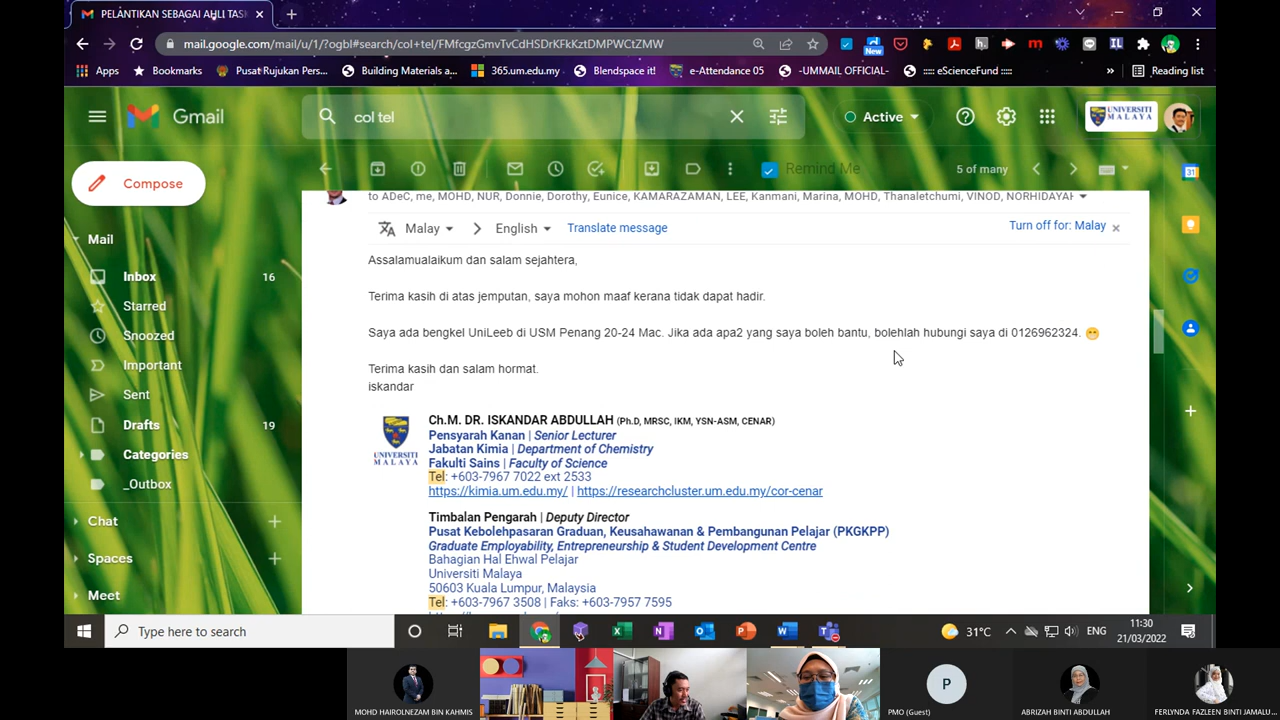 PELANTIKAN SEBAGAI AHLI TAS
mail.google.com/mail/u/1/?ogbl#search/col+tel/FMfcgzGmvTvCdHSDrKFkKztDMPWCtZMW
New
Apps Bookmarks Pusat Rujukan Pers... Building Materials a... 365.um.edu.my Blendspace it! e-Attendance 05 -UMMAIL OFFICIAL- ::::: eScienceFund ::::: » Reading list
Gmail col tel Active UNIVERSITI MALAYA
Compose Remind Me 5 of many
to ADeC, me, MOHD, NUR, Donnie, Dorothy, Eunice, KAMARAZAMAN, LEE, Kanmani, Marina, MOHD, Thanaletchumi, VINOD, NORHIDAYAH
Malay English Translate message Turn off for: Malay
Mail
Inbox 16
Starred
Snoozed
Important
Sent
Drafts 19
Categories
_Outbox
Chat
Spaces
Meet
Assalamualaikum dan salam sejahtera,
Terima kasih di atas jemputan, saya mohon maaf kerana tidak dapat hadir.
Saya ada bengkel UniLeeb di USM Penang 20-24 Mac. Jika ada apa2 yang saya boleh bantu, bolehlah hubungi saya di 0126962324. 😁
Terima kasih dan salam hormat.
iskandar
UNIVERSITI
MALAYA
Ch.M. DR. ISKANDAR ABDULLAH (Ph.D, MRSC, IKM, YSN-ASM, CENAR)
Pensyarah Kanan | Senior Lecturer
Jabatan Kimia | Department of Chemistry
Fakulti Sains | Faculty of Science
Tel: +603-7967 7022 ext 2533
https://kimia.um.edu.my/ | https://researchcluster.um.edu.my/cor-cenar
Timbalan Pengarah | Deputy Director
Pusat Kebolehpasaran Graduan, Keusahawanan & Pembangunan Pelajar (PKGKPP)
Graduate Employability, Entrepreneurship & Student Development Centre
Bahagian Hal Ehwal Pelajar
Universiti Malaya
50603 Kuala Lumpur, Malaysia
Tel: +603-7967 3508 | Faks: +603-7957 7595
Type here to search 31°C ENG 11:30
21/03/2022
MOHD HAIROLNEZAM BIN KAHMIS P PMO (Guest) ABRIZAH BINTI ABDULLAH FERLYNDA FAZLEEN BINTI JAMALU...